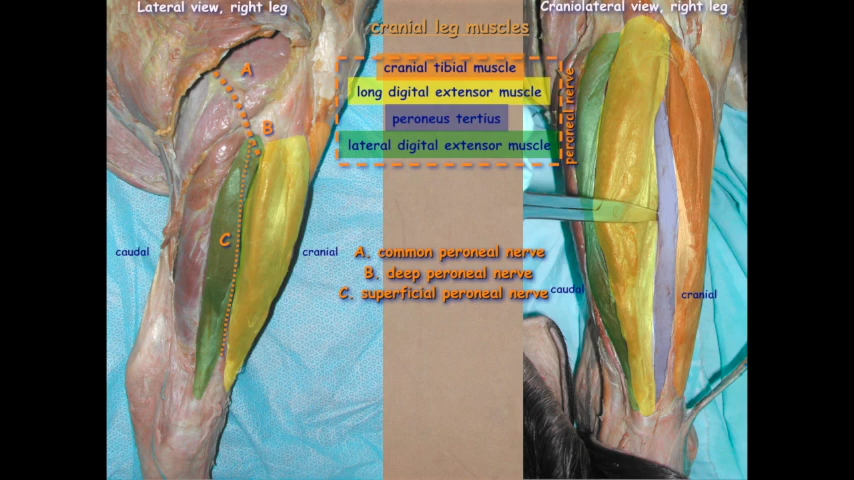 Lateral view, right leg
Craniolateral view, right leg
cranial leg muscles
cranial tibial muscle
long digital extensor muscle
peroneus tertius
lateral digital extensor muscle
peroneal nerve
A
B
C
caudal
cranial
A. common peroneal nerve
B. deep peroneal nerve
C. superficial peroneal nerve
caudal
cranial